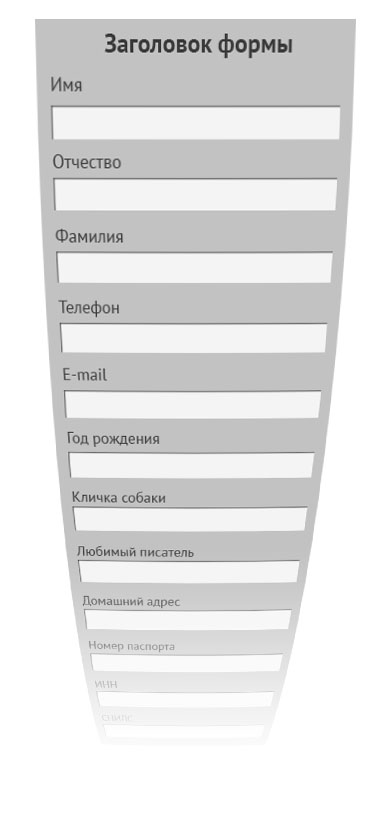 Заголовок формы
Имя
Отчество
Фамилия
Телефон
E-mail
Год рождения
Кличка собаки
Любимый писатель
Домашний адрес
Номер паспорта
ИНН
СНИЛС